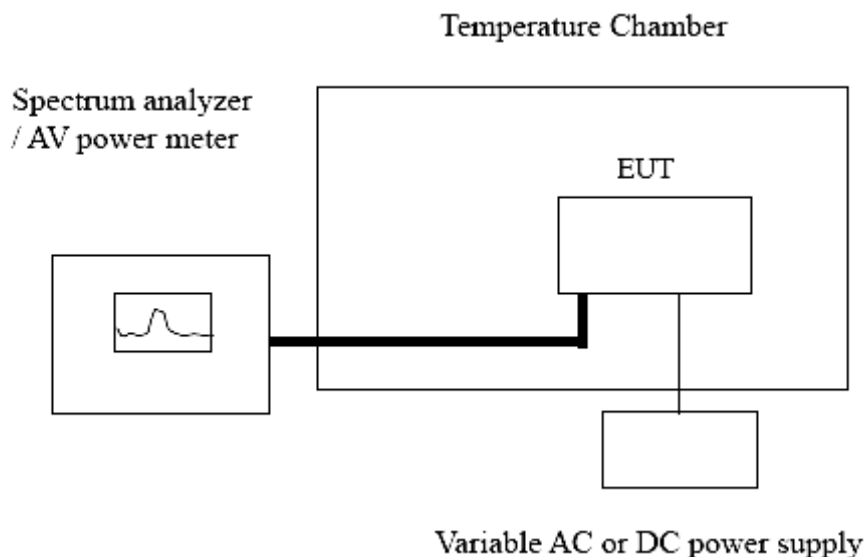 Temperature Chamber
Spectrum analyzer
/ AV power meter
EUT
Variable AC or DC power supply